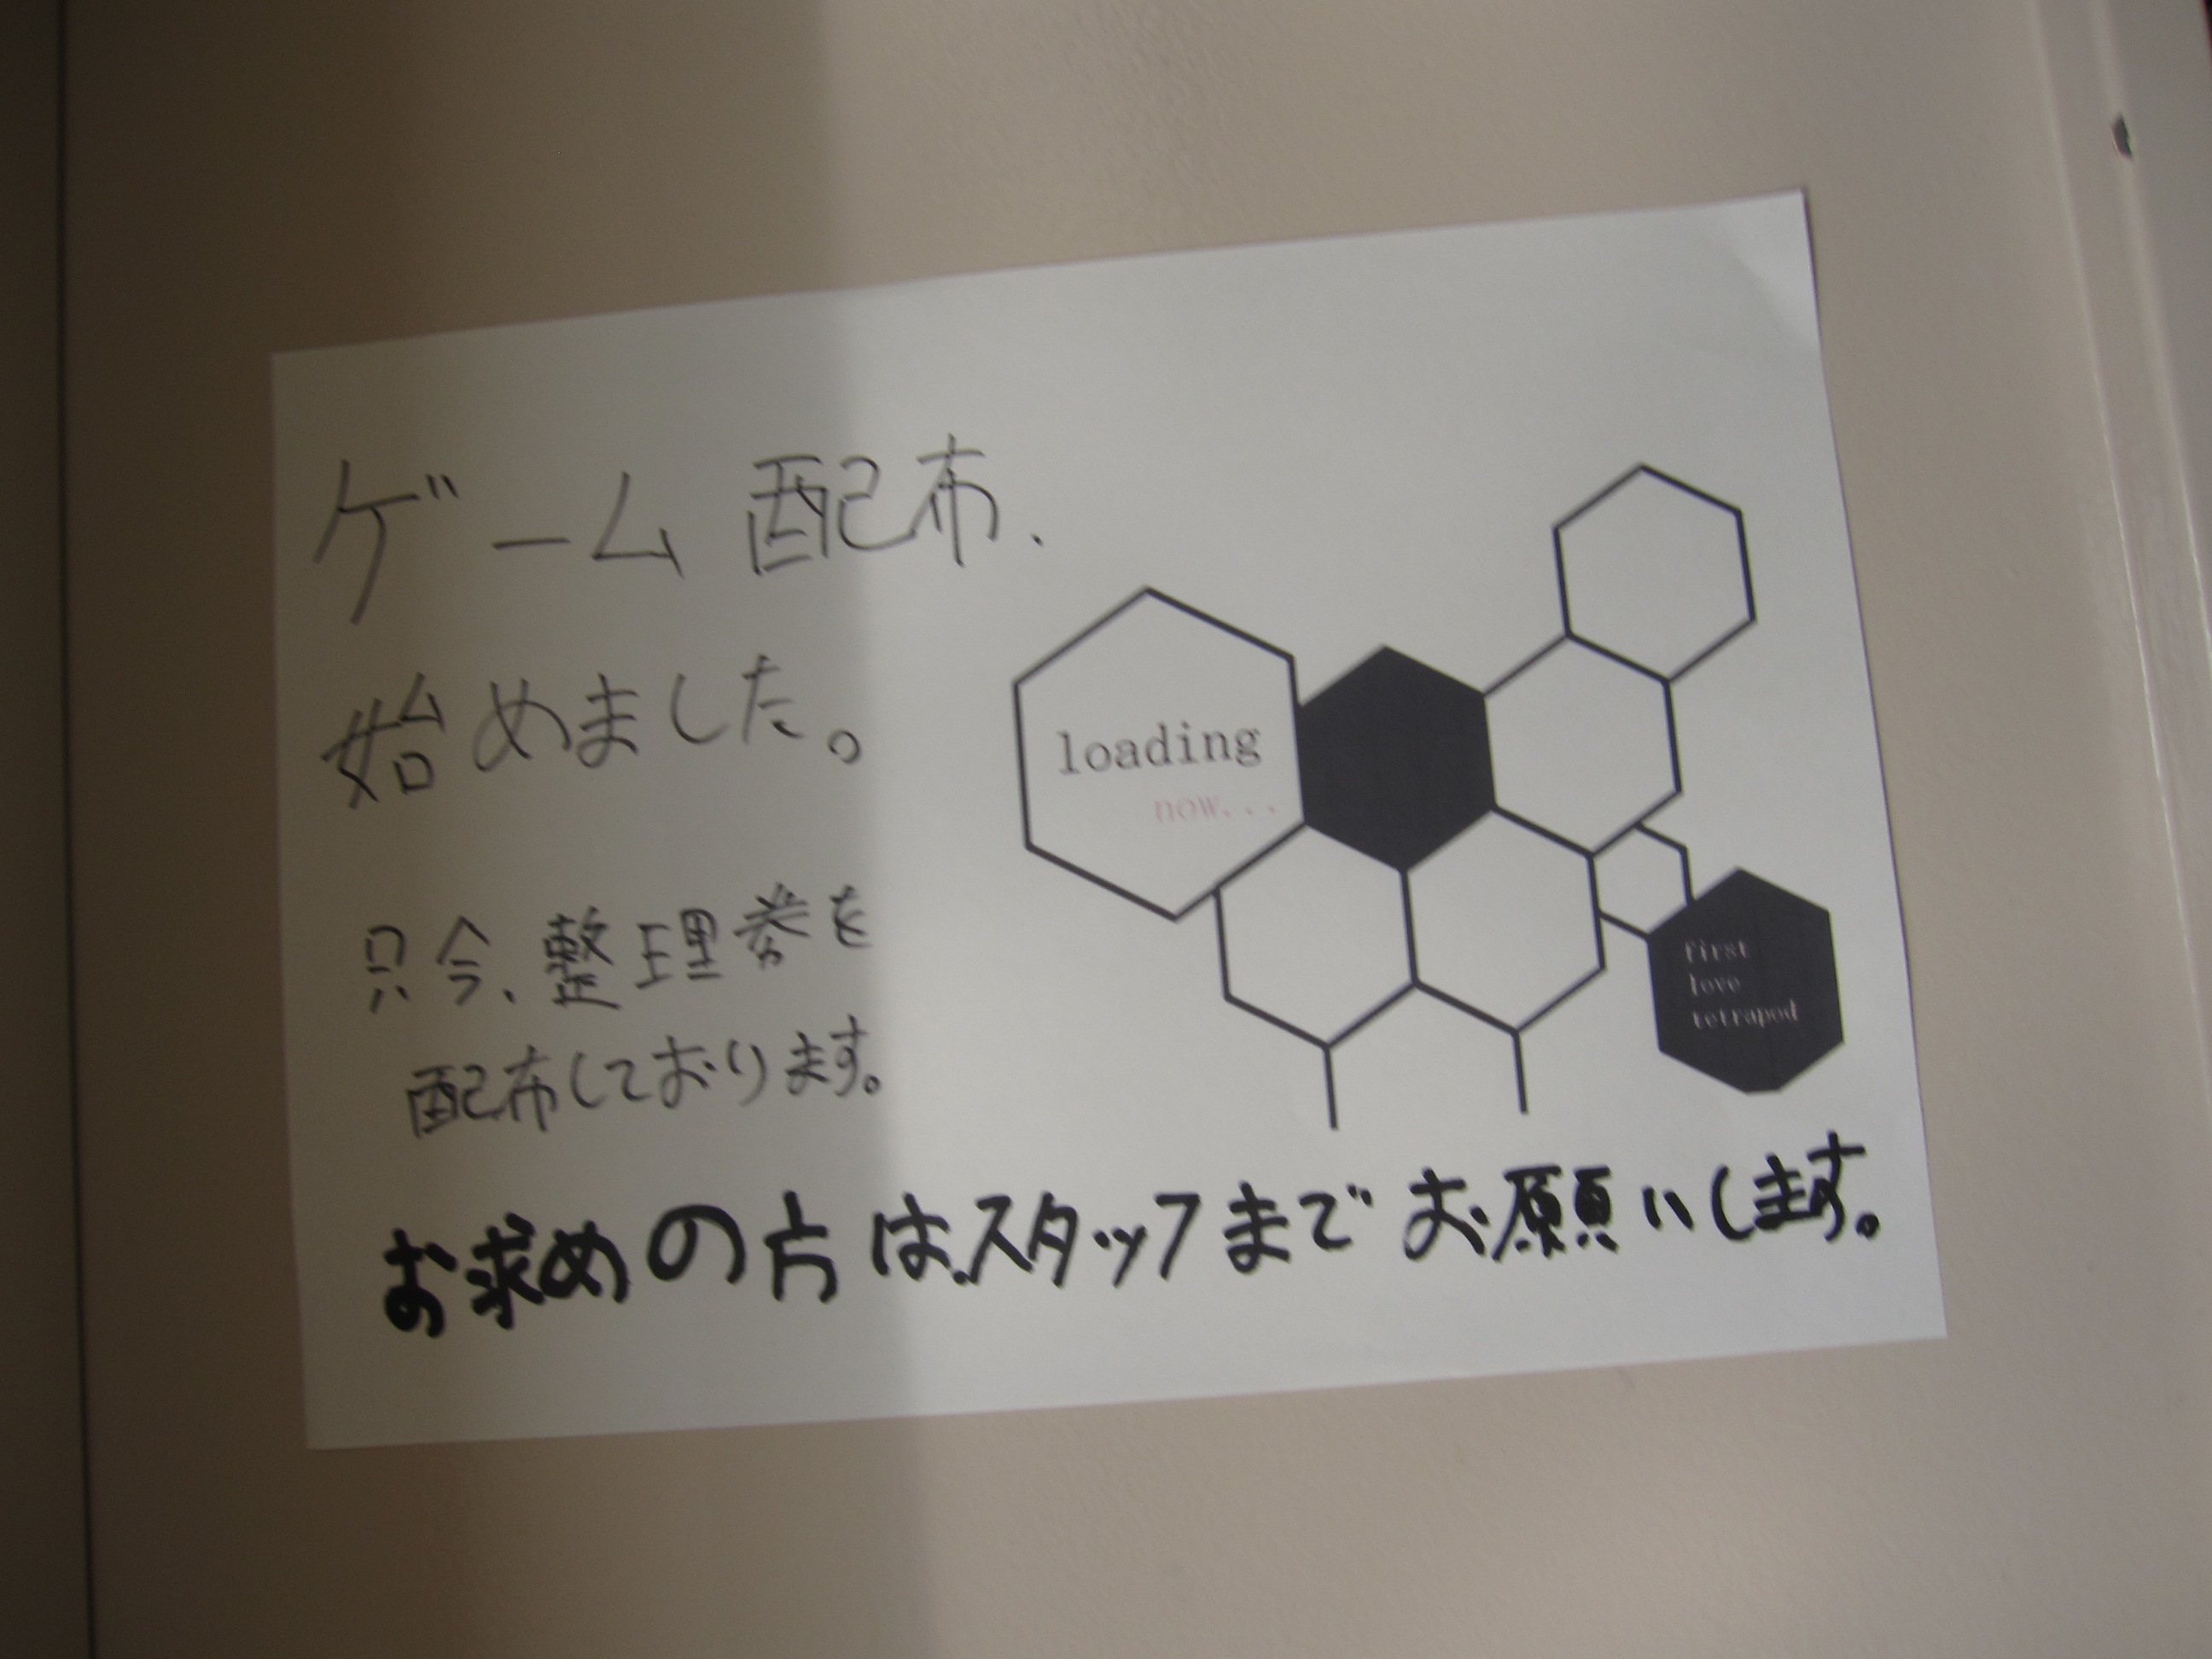 ゲーム配布、
始めました。
只今、整理券を
配布しております。
お求めの方は、スタッフまでお願いします。
loading
now...
first
love
tetrapod